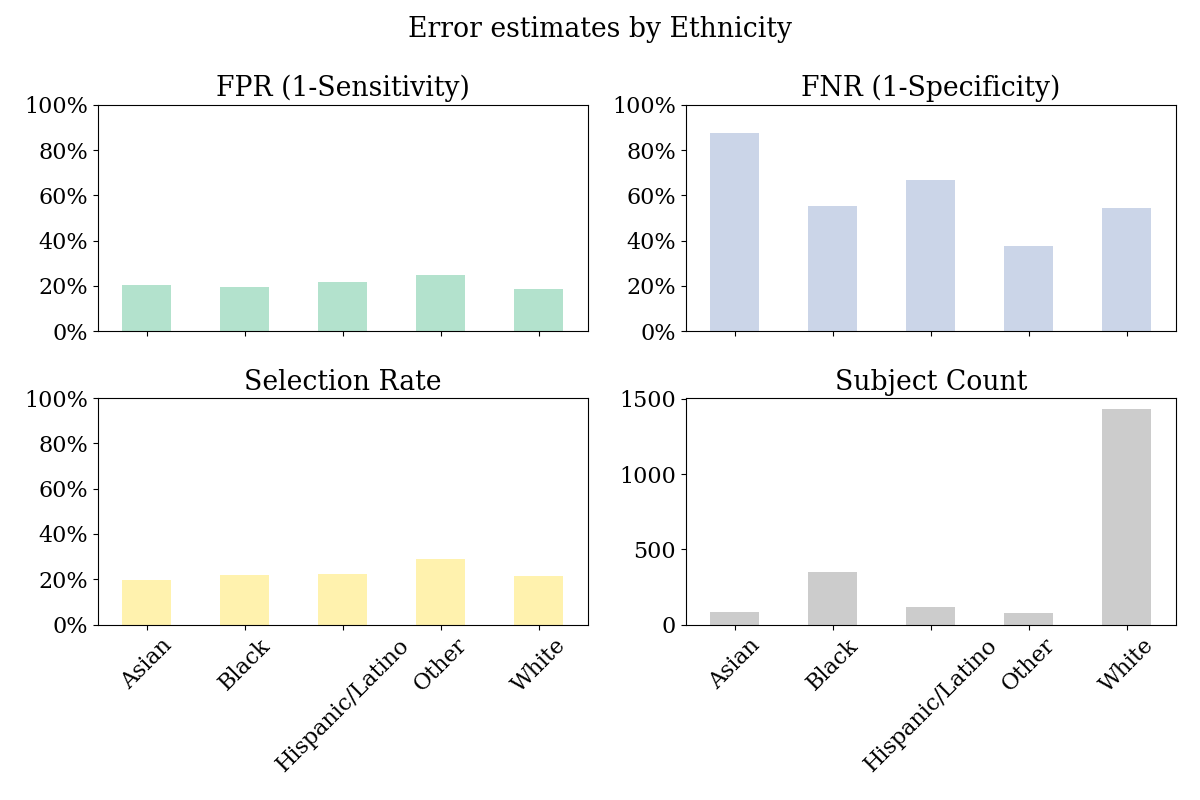 Error estimates by Ethnicity
FPR (1-Sensitivity)
100%
80%
60%
40%
20%
0%
FNR (1-Specificity)
100%
80%
60%
40%
20%
0%
Selection Rate
100%
80%
60%
40%
20%
0%
Asian
Black
Hispanic/Latino
Other
White
Subject Count
1500
1000
500
0
Asian
Black
Hispanic/Latino
Other
White